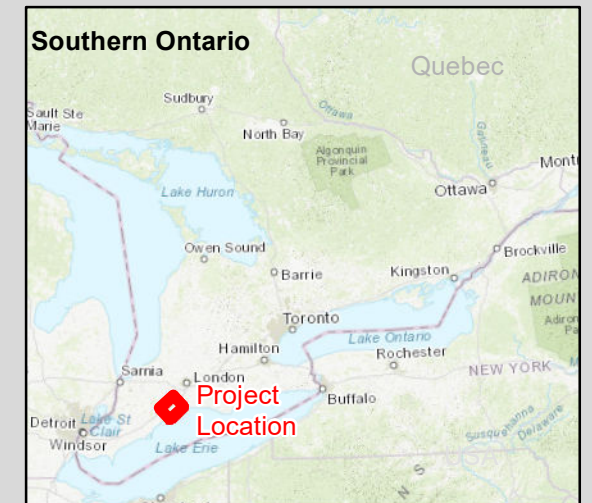 Southern Ontario
Quebec
Sudbury
Sault Ste
Marie
North Bay
Ottawa
Gatineau
Algonquin
Provincial
Park
Mont
Ottawa
Lake Huron
Owen Sound
Barrie
Kingston
Brockville
ADIRON
MOUN
Adiron
Pa
Toronto
Lake Ontario
Hamilton
Rochester
NEW YORK
Sarnia
London
Project
Location
Buffalo
Detroit
Lake St
Clair
Windsor
Lake Erie
Susquehanna
Delaware
N S